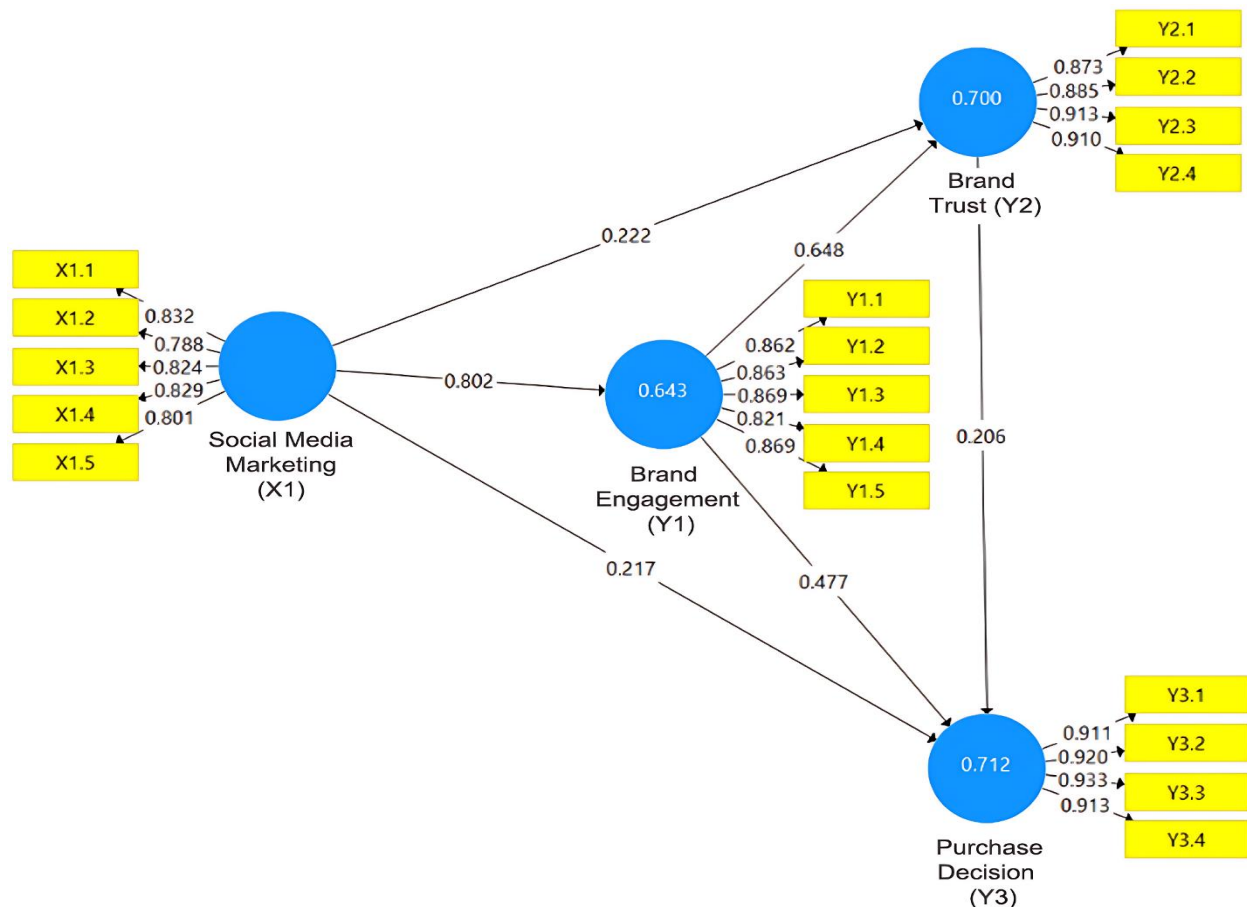 Y2.1
0.873
Y2.2
0.885
0.700
0.913
Y2.3
0.910
Y2.4
Brand
Trust (Y2)
0.222
0.648
X1.1
0.832
X1.2
0.788
X1.3
0.824
0.829
X1.4
0.801
X1.5
Social Media
Marketing
(X1)
0.802
Y1.1
0.862
Y1.2
0.863
0.643
0.869
Y1.3
0.821
Y1.4
0.869
Y1.5
Brand
Engagement
(Y1)
0.206
0.217
0.477
Y3.1
0.911
Y3.2
0.920
0.712
0.933
Y3.3
0.913
Y3.4
Purchase
Decision
(Y3)